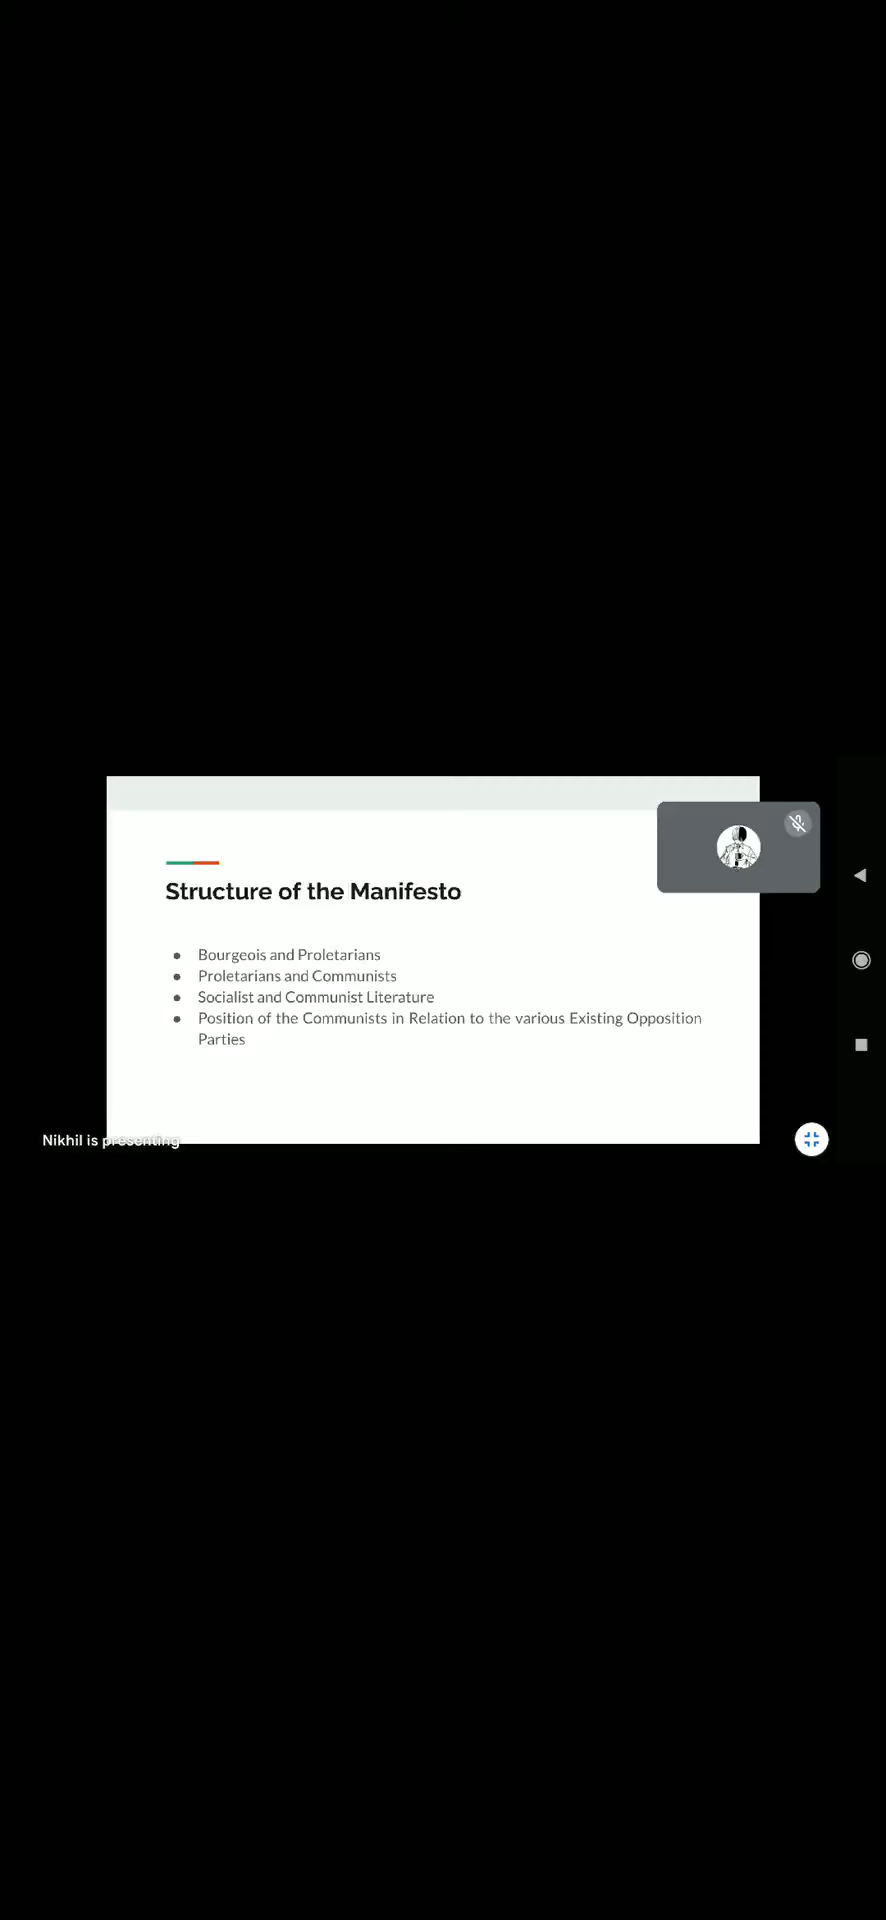 Structure of the Manifesto
● Bourgeois and Proletarians
● Proletarians and Communists
● Socialist and Communist Literature
● Position of the Communists in Relation to the various Existing Opposition
Parties
Nikhil is presenting